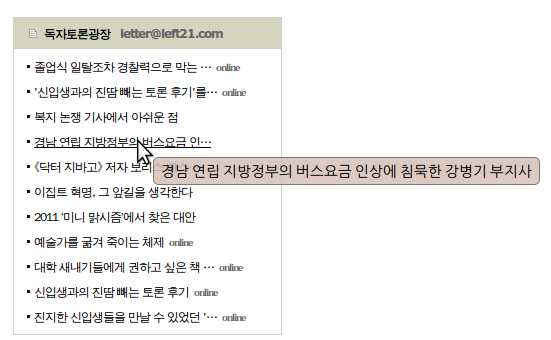 독자토론광장 letter@left21.com
졸업식 일탈조차 경찰력으로 막는 … online
'신입생과의 진땀 빼는 토론 후기'를… online
복지 논쟁 기사에서 아쉬운 점
경남 연립 지방정부의 버스요금 인…
《닥터 지바고》 저자 보리스
경남 연립 지방정부의 버스요금 인상에 침묵한 강병기 부지사
이집트 혁명, 그 앞길을 생각한다
2011 '미니 맑시즘'에서 찾은 대안
예술가를 굶겨 죽이는 체제 online
대학 새내기들에게 권하고 싶은 책 … online
신입생과의 진땀 빼는 토론 후기 online
진지한 신입생들을 만날 수 있었던 '… online